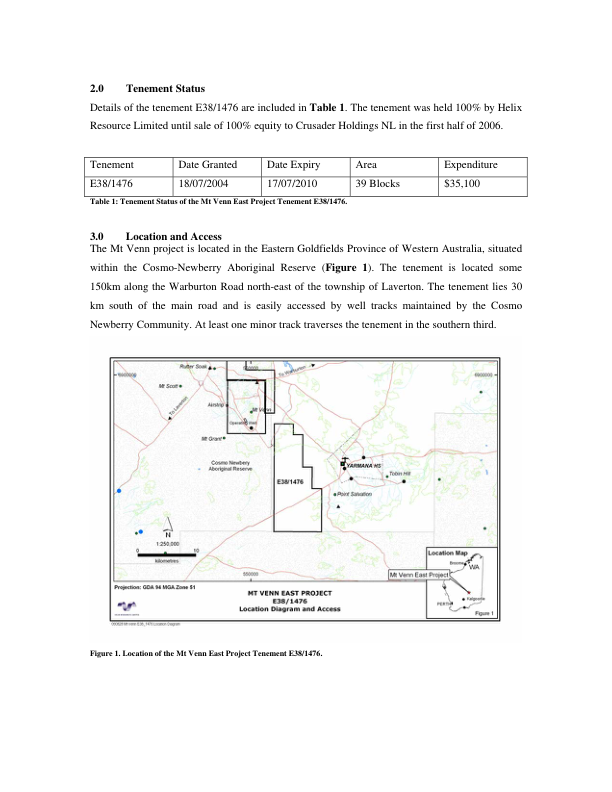 2.0 Tenement Status
Details of the tenement E38/1476 are included in Table 1. The tenement was held 100% by Helix
Resource Limited until sale of 100% equity to Crusader Holdings NL in the first half of 2006.
Tenement Date Granted Date Expiry Area Expenditure
E38/1476 18/07/2004 17/07/2010 39 Blocks $35,100
Table 1: Tenement Status of the Mt Venn East Project Tenement E38/1476.
3.0 Location and Access
The Mt Venn project is located in the Eastern Goldfields Province of Western Australia, situated
within the Cosmo-Newberry Aboriginal Reserve (Figure 1). The tenement is located some
150km along the Warburton Road north-east of the township of Laverton. The tenement lies 30
km south of the main road and is easily accessed by well tracks maintained by the Cosmo
Newberry Community. At least one minor track traverses the tenement in the southern third.
Rutter Soak
To Warburton
Mt Scott
To Laverton
Airstrip
Mt Venn
Mt Grant
Cosmo Newbery
Aboriginal Reserve
E38/1476
YARMANA HS
Tobin Hill
Point Salvation
N
1:250,000
0 10
kilometres
Location Map
Broome
WA
Mt Venn East Project
Kalgoorlie
PERTH
Figure 1
Projection: GDA 94 MGA Zone 51
550000
MT VENN EAST PROJECT
E38/1476
Location Diagram and Access
Figure 1. Location of the Mt Venn East Project Tenement E38/1476.